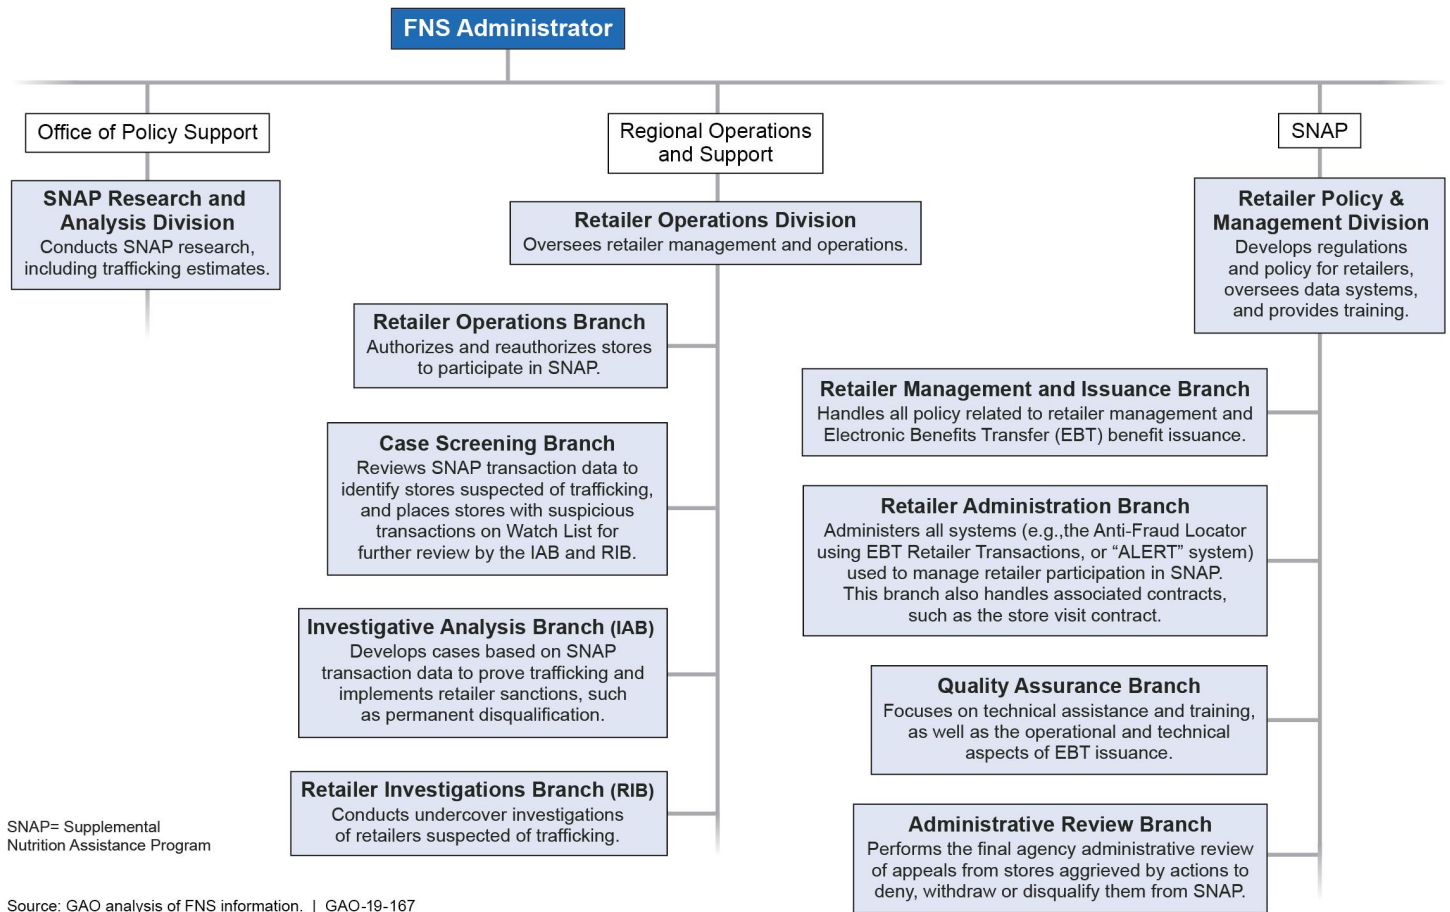 FNS Administrator
Office of Policy Support
SNAP Research and
Analysis Division
Conducts SNAP research,
including trafficking estimates.
Regional Operations
and Support
Retailer Operations Division
Oversees retailer management and operations.
Retailer Operations Branch
Authorizes and reauthorizes stores
to participate in SNAP.
Case Screening Branch
Reviews SNAP transaction data to
identify stores suspected of trafficking,
and places stores with suspicious
transactions on Watch List for
further review by the IAB and RIB.
Investigative Analysis Branch (IAB)
Develops cases based on SNAP
transaction data to prove trafficking and
implements retailer sanctions, such
as permanent disqualification.
Retailer Investigations Branch (RIB)
Conducts undercover investigations
of retailers suspected of trafficking.
SNAP
Retailer Policy &
Management Division
Develops regulations
and policy for retailers,
oversees data systems,
and provides training.
Retailer Management and Issuance Branch
Handles all policy related to retailer management and
Electronic Benefits Transfer (EBT) benefit issuance.
Retailer Administration Branch
Administers all systems (e.g.,the Anti-Fraud Locator
using EBT Retailer Transactions, or “ALERT” system)
used to manage retailer participation in SNAP.
This branch also handles associated contracts,
such as the store visit contract.
Quality Assurance Branch
Focuses on technical assistance and training,
as well as the operational and technical
aspects of EBT issuance.
Administrative Review Branch
Performs the final agency administrative review
of appeals from stores aggrieved by actions to
deny, withdraw or disqualify them from SNAP.
SNAP= Supplemental
Nutrition Assistance Program
Source: GAO analysis of FNS information. | GAO-19-167